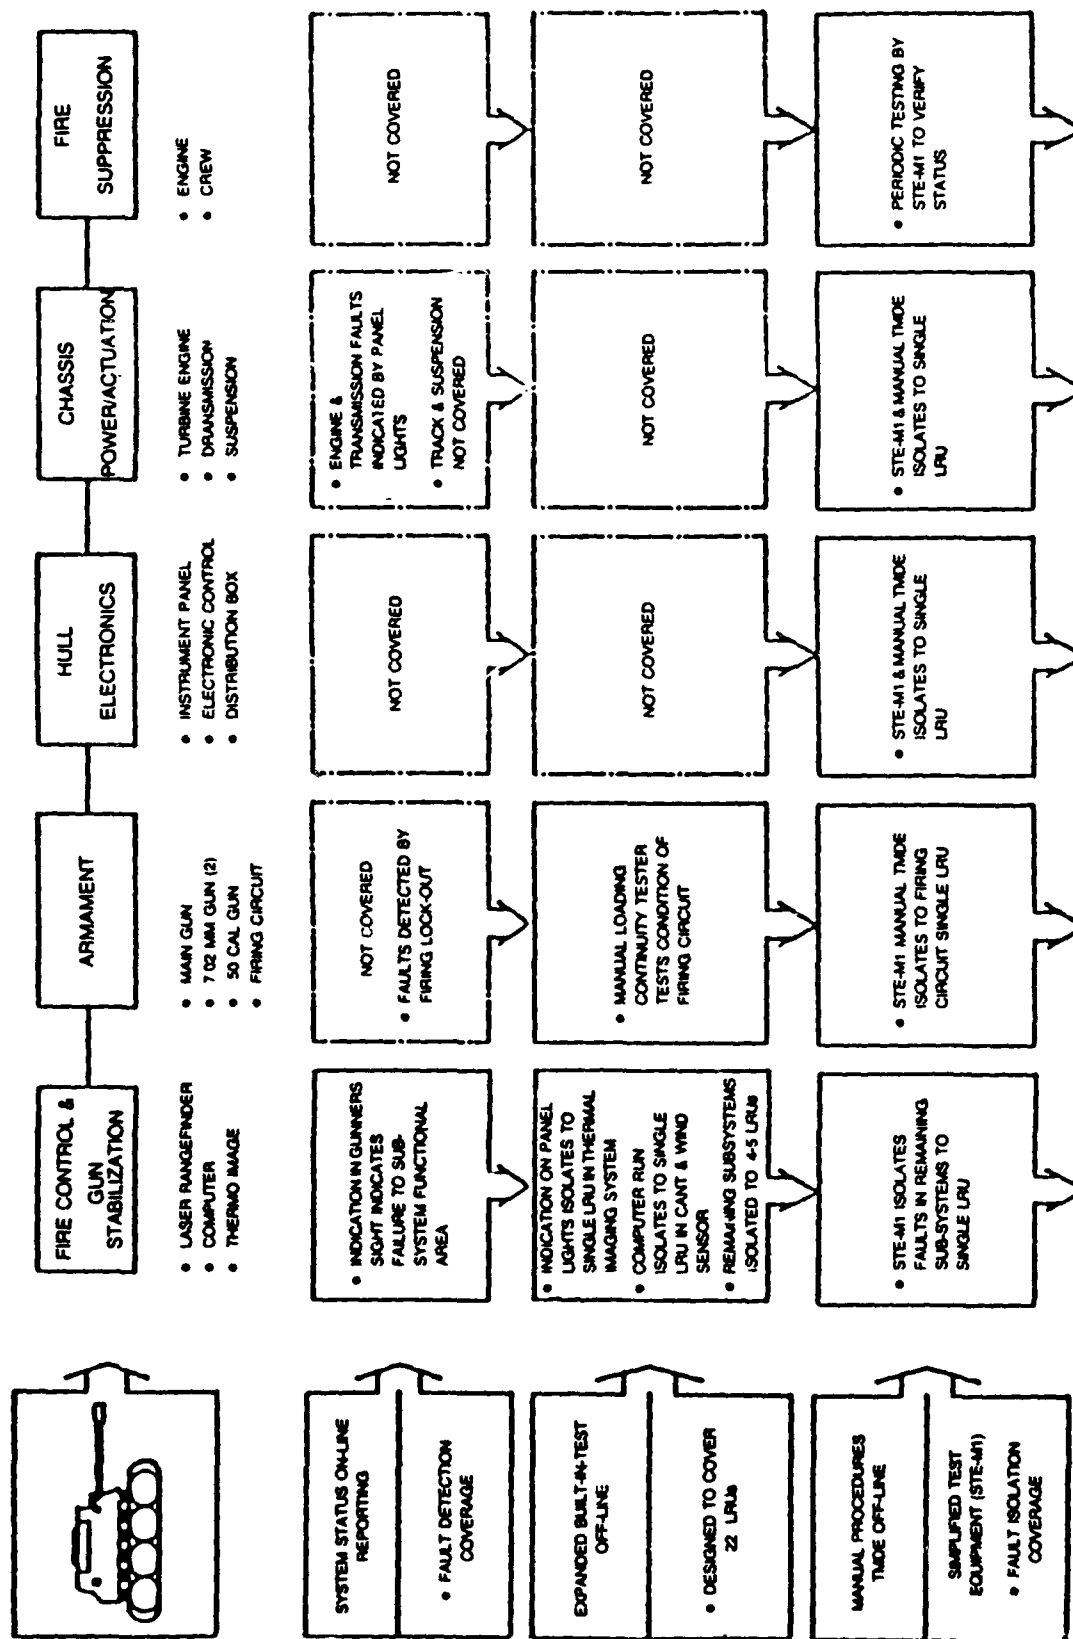 FIRE CONTROL &
GUN
STABILIZATION
ARMAMENT
HULL
ELECTRONICS
CHASSIS
POWER/ACTUATION
FIRE
SUPPRESSION
• LASER RANGEFINDER
• COMPUTER
• THERMO IMAGE
• MAIN GUN
• 7 02 MM GUN (2)
• 50 CAL GUN
• FIRING CIRCUIT
• INSTRUMENT PANEL
• ELECTRONIC CONTROL
• DISTRIBUTION BOX
• TURBINE ENGINE
• DRANSMISSION
• SUSPENSION
• ENGINE
• CREW
SYSTEM STATUS ON-LINE
REPORTING
• FAULT DETECTION
COVERAGE
• INDICATION IN GUNNERS
SIGHT INDICATES
FAILURE TO SUB-
SYSTEM FUNCTIONAL
AREA
NOT COVERED
• FAULTS DETECTED BY
FIRING LOCK-OUT
NOT COVERED
• ENGINE &
TRANSMISSION FAULTS
INDICATED BY PANEL
LIGHTS
• TRACK & SUSPENSION
NOT COVERED
NOT COVERED
EXPANDED BUILT-IN-TEST
OFF-LINE
• DESIGNED TO COVER
22 LRUs
• INDICATION ON PANEL
LIGHTS ISOLATES TO
SINGLE LRU IN THERMAL
IMAGING SYSTEM
• COMPUTER RUN
ISOLATES TO SINGLE
LRU IN CANT & WIND
SENSOR
• REMAINING SUBSYSTEMS
ISOLATED TO 4-5 LRUs
• MANUAL LOADING
CONTINUITY TESTER
TESTS CONDITION OF
FIRING CIRCUIT
NOT COVERED
NOT COVERED
NOT COVERED
MANUAL PROCEDURES
TMDE OFF-LINE
SIMPLIFIED TEST
EQUIPMENT (STE-M1)
• FAULT ISOLATION
COVERAGE
• STE-M1 ISOLATES
FAULTS IN REMAINING
SUB-SYSTEMS TO
SINGLE LRU
• STE-M1 MANUAL TMDE
ISOLATES TO FIRING
CIRCUIT SINGLE LRU
• STE-M1 & MANUAL TMDE
ISOLATES TO SINGLE
LRU
• STE-M1 & MANUAL TMDE
ISOLATES TO SINGLE
LRU
• PERIODIC TESTING BY
STE-M1 TO VERIFY
STATUS